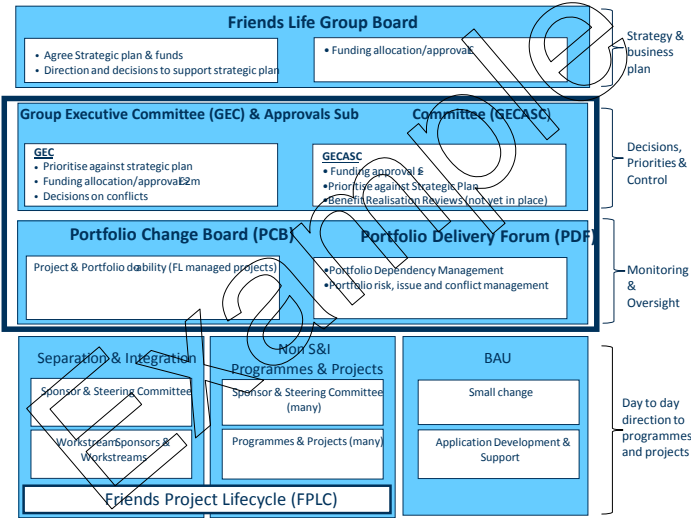 Friends Life Group Board
• Agree Strategic plan & funds
• Direction and decisions to support strategic plan
• Funding allocation/approval£
Strategy &
business
plan
Group Executive Committee (GEC) & Approvals Sub Committee (GECASC)
GEC
• Prioritise against strategic plan
• Funding allocation/approval£2m
• Decisions on conflicts
GECASC
• Funding approval £
•Prioritise against Strategic Plan
•Benefit Realisation Reviews (not yet in place)
Decisions,
Priorities &
Control
Portfolio Change Board (PCB)
Project & Portfolio ability (FL managed projects)
Portfolio Delivery Forum (PDF)
•Portfolio Dependency Management
•Portfolio risk, issue and conflict management
Monitoring
&
Oversight
Separation & Integration
Sponsor & Steering Committee
Workstream Sponsors &
Workstreams
Non S&I
Programmes & Projects
Sponsor & Steering Committee
(many)
Programmes & Projects (many)
BAU
Small change
Application Development &
Support
Day to day
direction to
programmes
and projects
Friends Project Lifecycle (FPLC)
Example